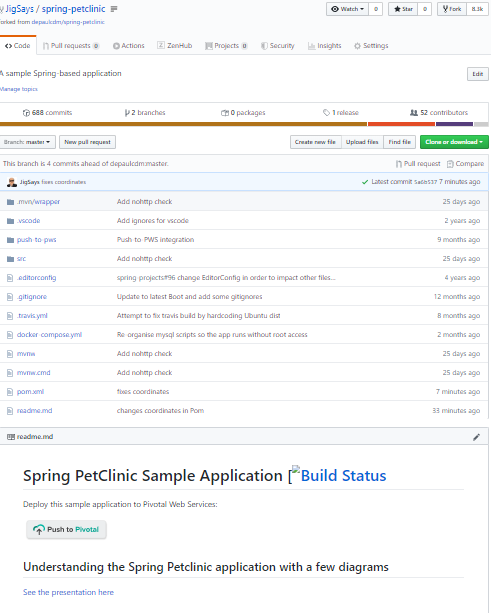 JigSays / spring-petclinic
Watch 0 Star 0 Fork 8.3k
forked from depaulcdm/spring-petclinic
Code Pull requests 0 Actions ZenHub Projects 0 Security Insights Settings
A sample Spring-based application Edit
Manage topics
688 commits 2 branches 0 packages 1 release 52 contributors
Branch: master New pull request Create new file Upload files Find file Clone or download
This branch is 4 commits ahead of depaulcdm:master. Pull request Compare
JigSays fixes coordinates Latest commit 7 minutes ago
.mvn/wrapper Add nohttp check 25 days ago
.vscode Add ignores for vscode 2 years ago
push-to-pws Push-to-PWS integration 9 months ago
src Add nohttp check 25 days ago
.editorconfig spring-projects#96 change EditorConfig in order to impact other files... 4 years ago
.gitignore Update to latest Boot and add some gitignores 12 months ago
.travis.yml Attempt to fix travis build by hardcoding Ubuntu dist 8 months ago
docker-compose.yml Re-organise mysql scripts so the app runs without root access 2 months ago
mvnw Add nohttp check 25 days ago
mvnw.cmd Add nohttp check 25 days ago
pom.xml fixes coordinates 7 minutes ago
readme.md changes coordinates in Pom 33 minutes ago
readme.md
Spring PetClinic Sample Application [Build Status
Deploy this sample application to Pivotal Web Services:
Push to Pivotal
Understanding the Spring Petclinic application with a few diagrams
See the presentation here